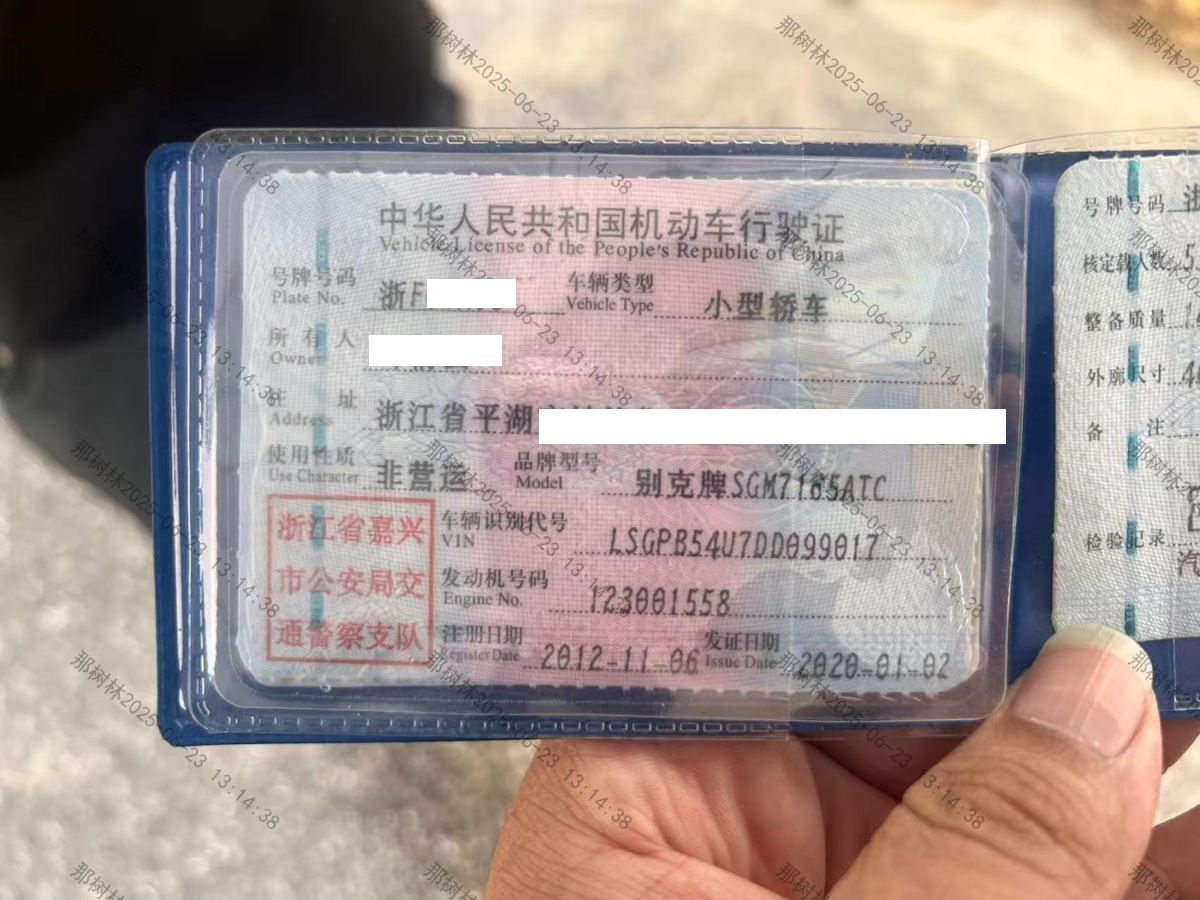 中华人民共和国机动车行驶证
Vehicle License of the People's Republic of China
号牌号码 浙F 车辆类型 小型轿车
Plate No. Vehicle Type
所有人
Owner
住址 浙江省平湖
Address
使用性质 非营运 品牌型号 别克牌SGM7165ATC
Use Character Model
浙江省嘉兴
市公安局交
通警察支队
车辆识别代号 LSGPB54U7DD099017
VIN
发动机号码 123001558
Engine No.
注册日期 2012-11-06 发证日期 2020-01-02
Register Date Issue Date
号牌号码 浙
核定载人数 5
整备质量 1
外廓尺寸 46
备注
检验记录
汽
那树林2025-06-23 13:14:38